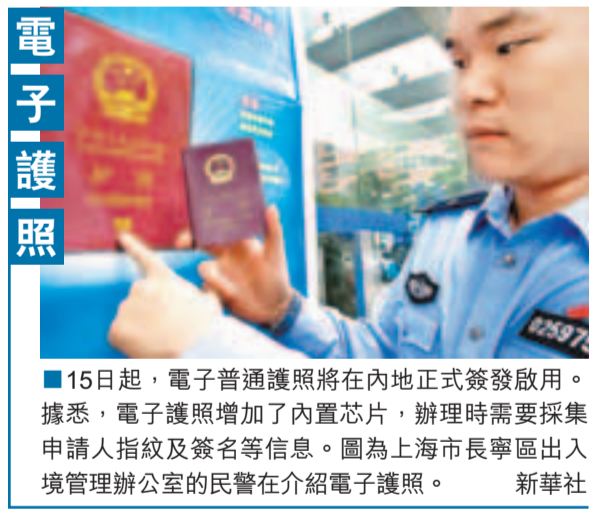 電子護照
025975
■15日起，電子普通護照將在內地正式簽發啟用。
據悉，電子護照增加了內置芯片，辦理時需要採集
申請人指紋及簽名等信息。圖為上海市長寧區出入
境管理辦公室的民警在介紹電子護照。 新華社